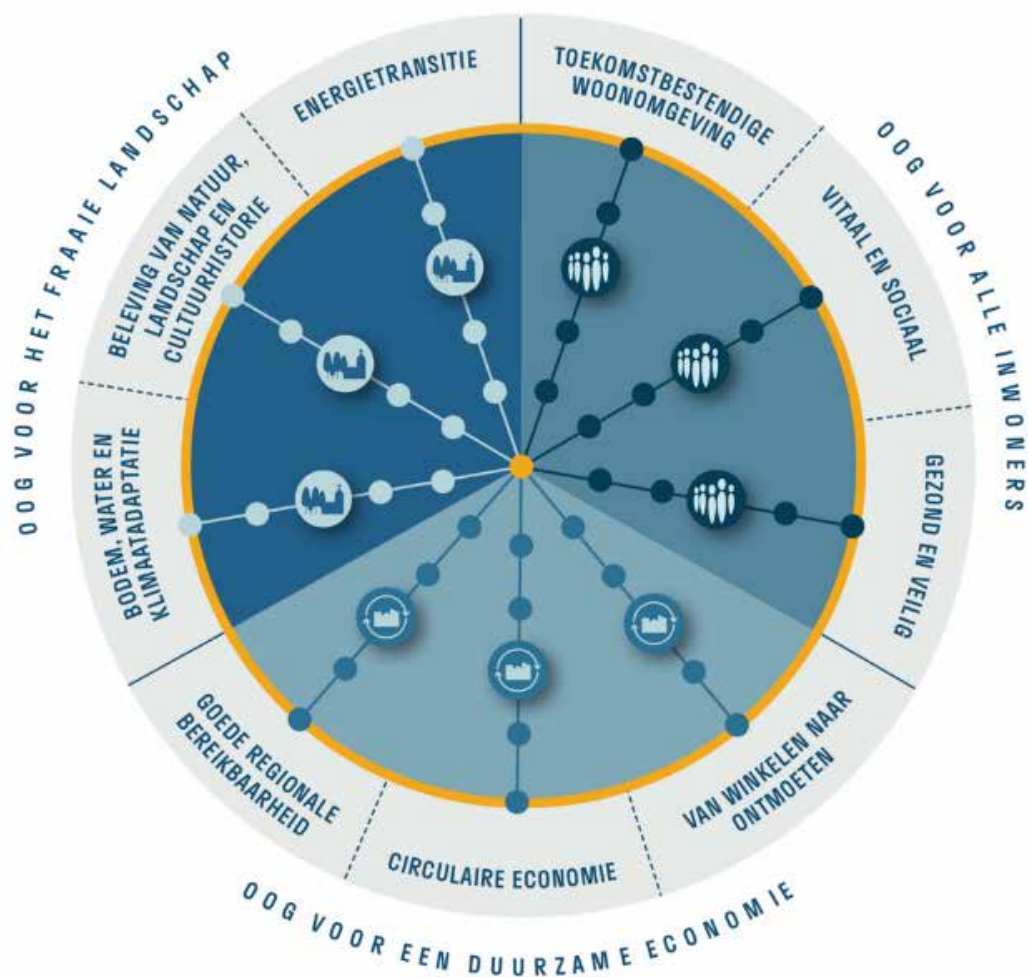 OOG VOOR HET FRAAIE LANDSCHAP
ENERGIETRANSITIE
BELEVING VAN NATUUR,
LANDSCHAP EN
CULTUURHISTORIE
BODEM, WATER EN
KLIMAATADAPTATIE
OOG VOOR ALLE INWONERS
TOEKOMSTBESTENDIGE
WOONOMGEVING
VITAAL EN SOCIAAL
GEZOND EN VEILIG
VAN WINKELEN NAAR
ONTMOETEN
CIRCULAIRE ECONOMIE
GOEDE REGIONALE
BEREIKBAARHEID
OOG VOOR EEN DUURZAME ECONOMIE